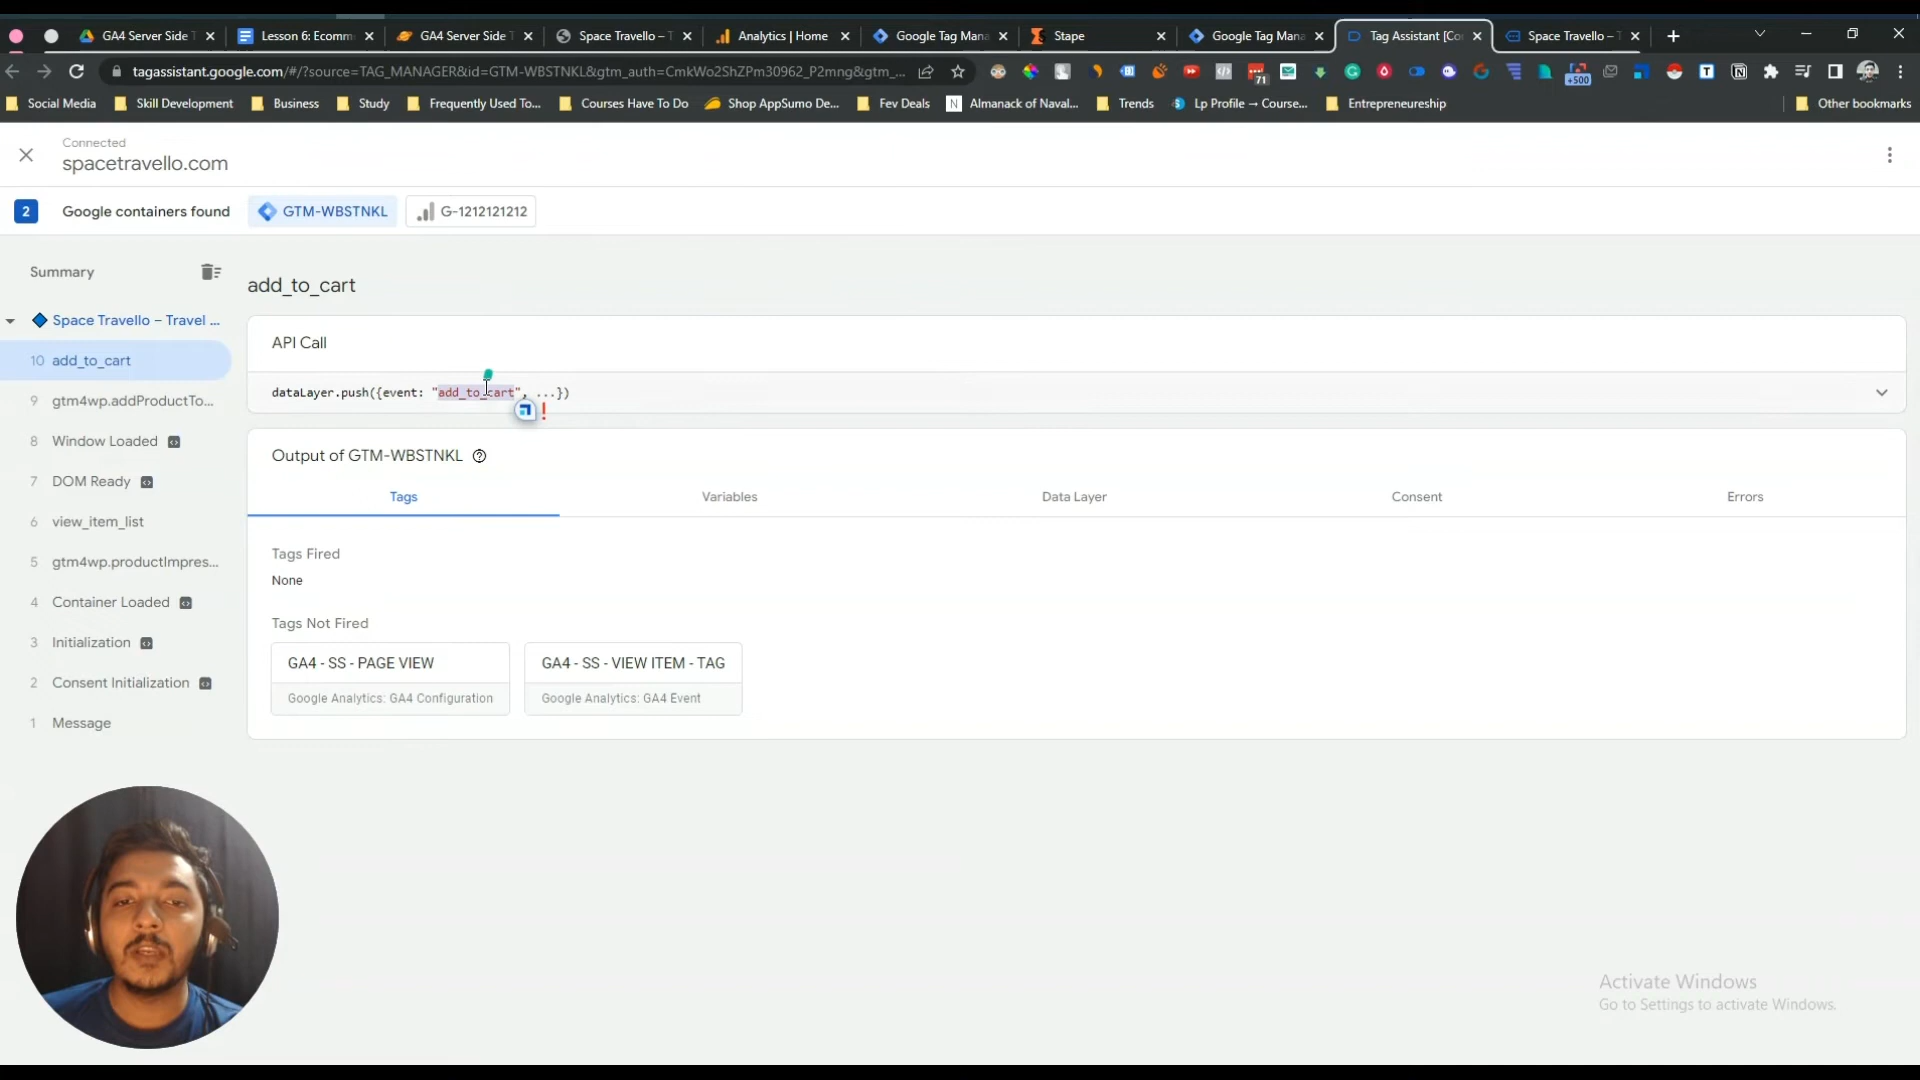 GA4 Server Side T
Lesson 6: Ecomm
GA4 Server Side T
Space Travello – T
Analytics | Home
Google Tag Mana
Stape
Google Tag Mana
Tag Assistant [Co
Space Travello – T
tagassistant.google.com/#/?source=TAG_MANAGER&id=GTM-WBSTNKL&gtm_auth=CmkWo2ShZPm30962_P2mng&gtm_...
71
+500
Social Media
Skill Development
Business
Study
Frequently Used To...
Courses Have To Do
Shop AppSumo De...
Fev Deals
Almanack of Naval...
Trends
Lp Profile → Course...
Entrepreneureship
Other bookmarks
Connected
spacetravello.com
2
Google containers found
GTM-WBSTNKL
G-1212121212
Summary
Space Travello – Travel ...
10 add_to_cart
9 gtm4wp.addProductTo...
8 Window Loaded
7 DOM Ready
6 view_item_list
5 gtm4wp.productImpres...
4 Container Loaded
3 Initialization
2 Consent Initialization
1 Message
add_to_cart
API Call
dataLayer.push({event: "add_to_cart", ...})
Output of GTM-WBSTNKL
Tags
Variables
Data Layer
Consent
Errors
Tags Fired
None
Tags Not Fired
GA4 - SS - PAGE VIEW
Google Analytics: GA4 Configuration
GA4 - SS - VIEW ITEM - TAG
Google Analytics: GA4 Event
Activate Windows
Go to Settings to activate Windows.